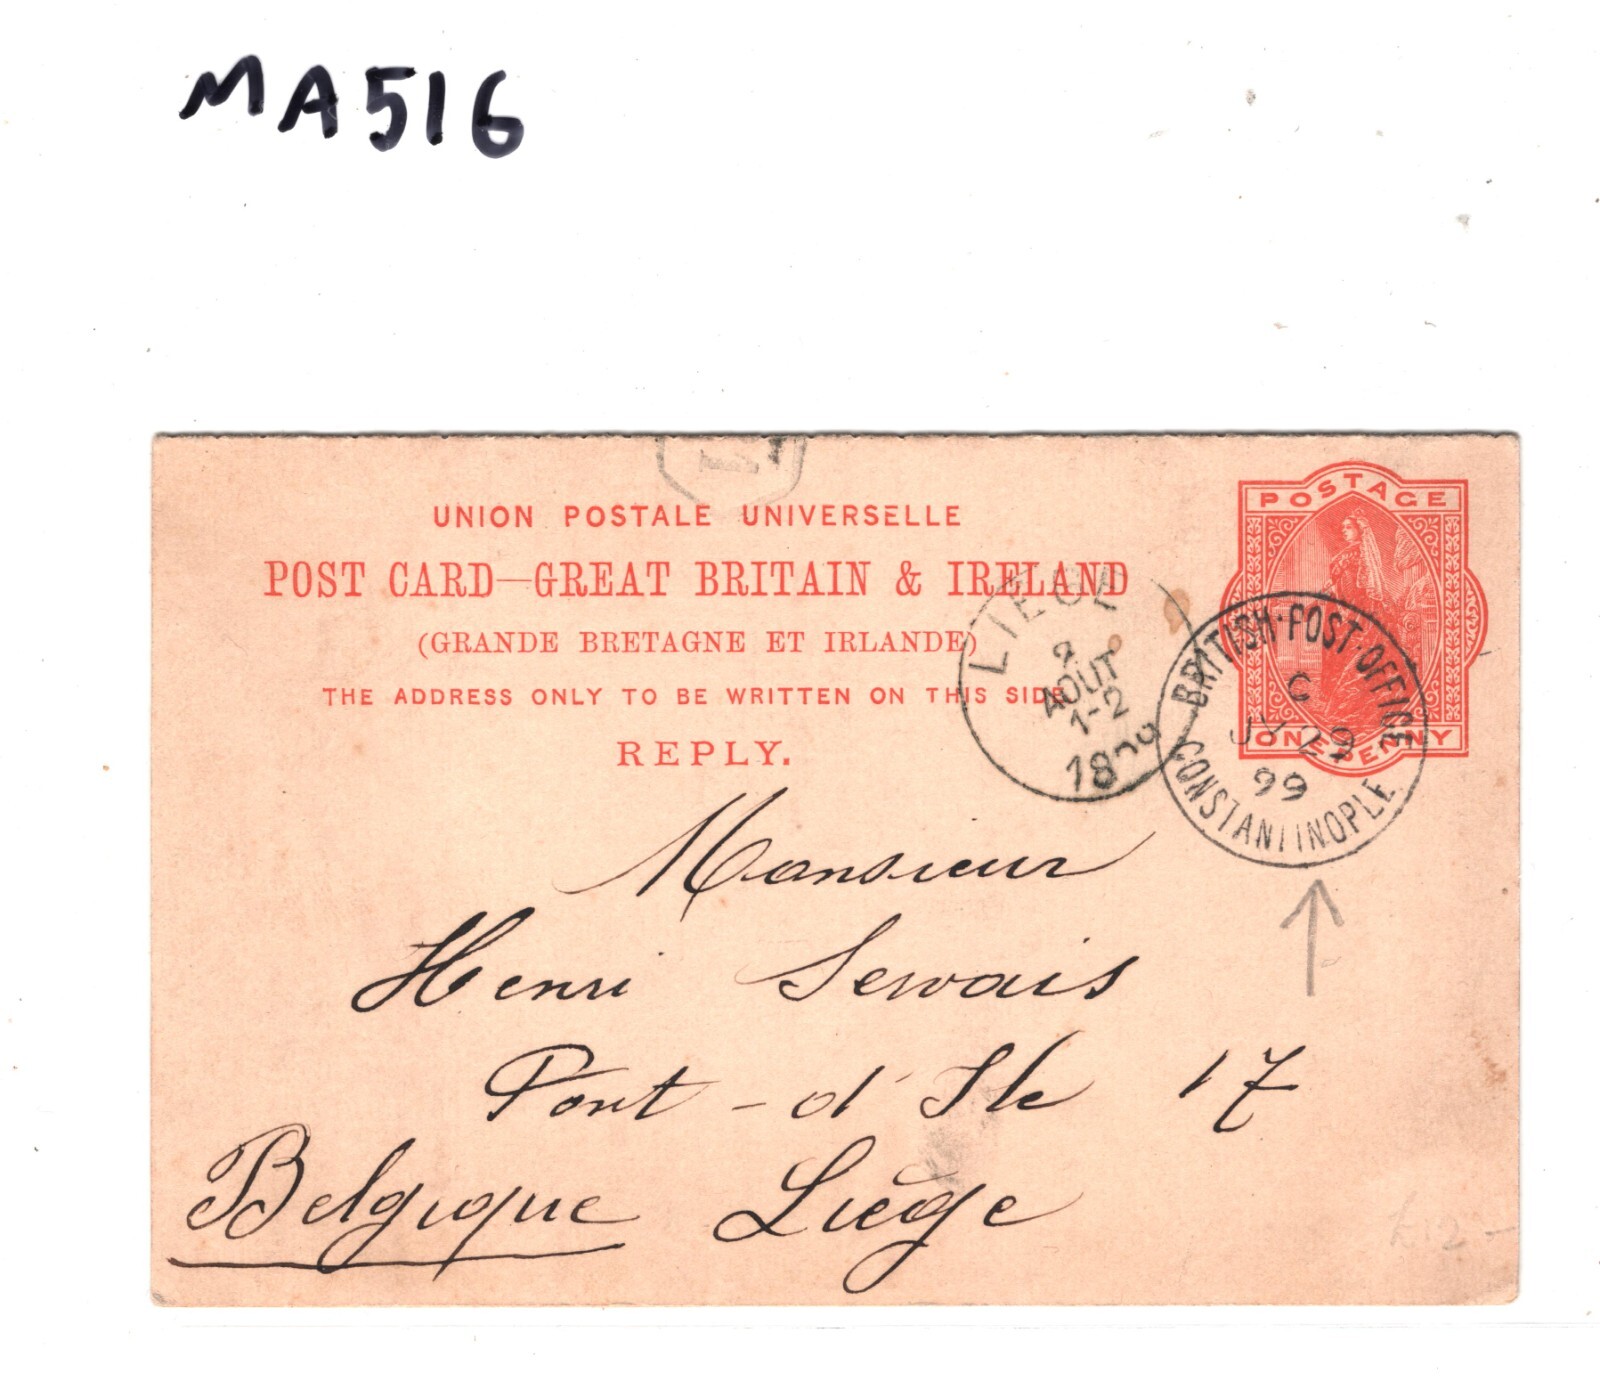 MA516
UNION POSTALE UNIVERSELLE
POST CARD—GREAT BRITAIN & IRELAND
(GRANDE BRETAGNE ET IRLANDE)
THE ADDRESS ONLY TO BE WRITTEN ON THIS SIDE
REPLY.
POSTAGE
ONE PENNY
LIEGE
2
AOUT
1-2
1899
BRITISH·POST·OFFICE
C
JY 29
99
CONSTANTINOPLE
Monsieur
Henri Servais
Pont-d'Ile 17
Belgique Liège
£12-